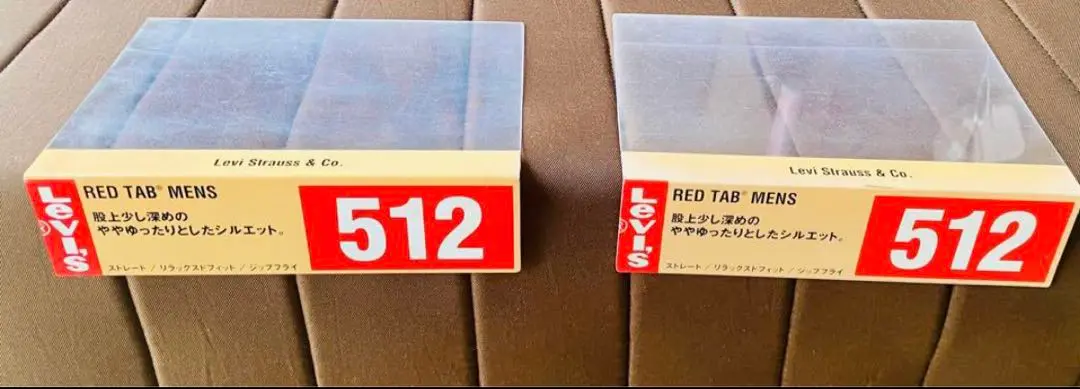 Levi Strauss & Co.
Levi's®
RED TAB® MENS
股上少し深めの
ややゆったりとしたシルエット。
ストレート / リラックスドフィット / ジップフライ
512
Levi Strauss & Co.
Levi's®
RED TAB® MENS
股上少し深めの
ややゆったりとしたシルエット。
ストレート / リラックスドフィット / ジップフライ
512